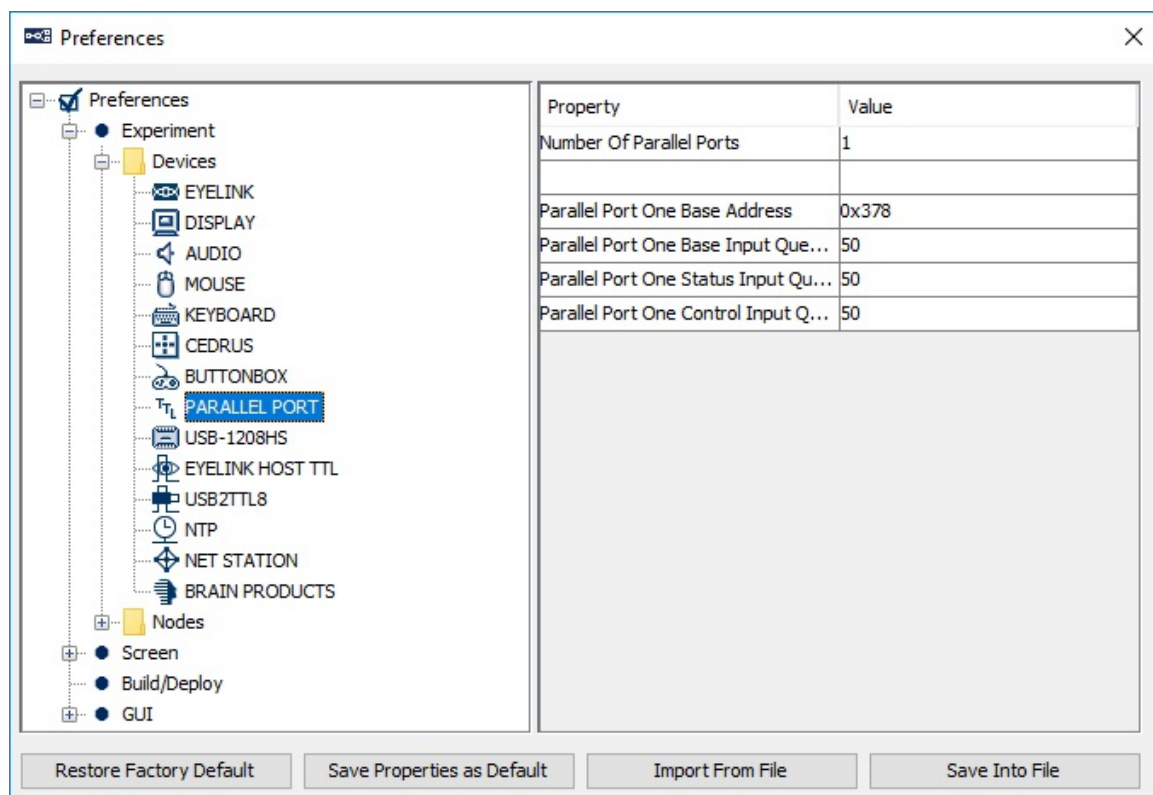 Preferences
Preferences
Experiment
Devices
EYELINK
DISPLAY
AUDIO
MOUSE
KEYBOARD
CEDRUS
BUTTONBOX
TTL PARALLEL PORT
USB-1208HS
EYELINK HOST TTL
USB2TTL8
NTP
NET STATION
BRAIN PRODUCTS
Nodes
Screen
Build/Deploy
GUI
Property Value
Number Of Parallel Ports 1
Parallel Port One Base Address 0x378
Parallel Port One Base Input Que... 50
Parallel Port One Status Input Qu... 50
Parallel Port One Control Input Q... 50
Restore Factory Default Save Properties as Default Import From File Save Into File